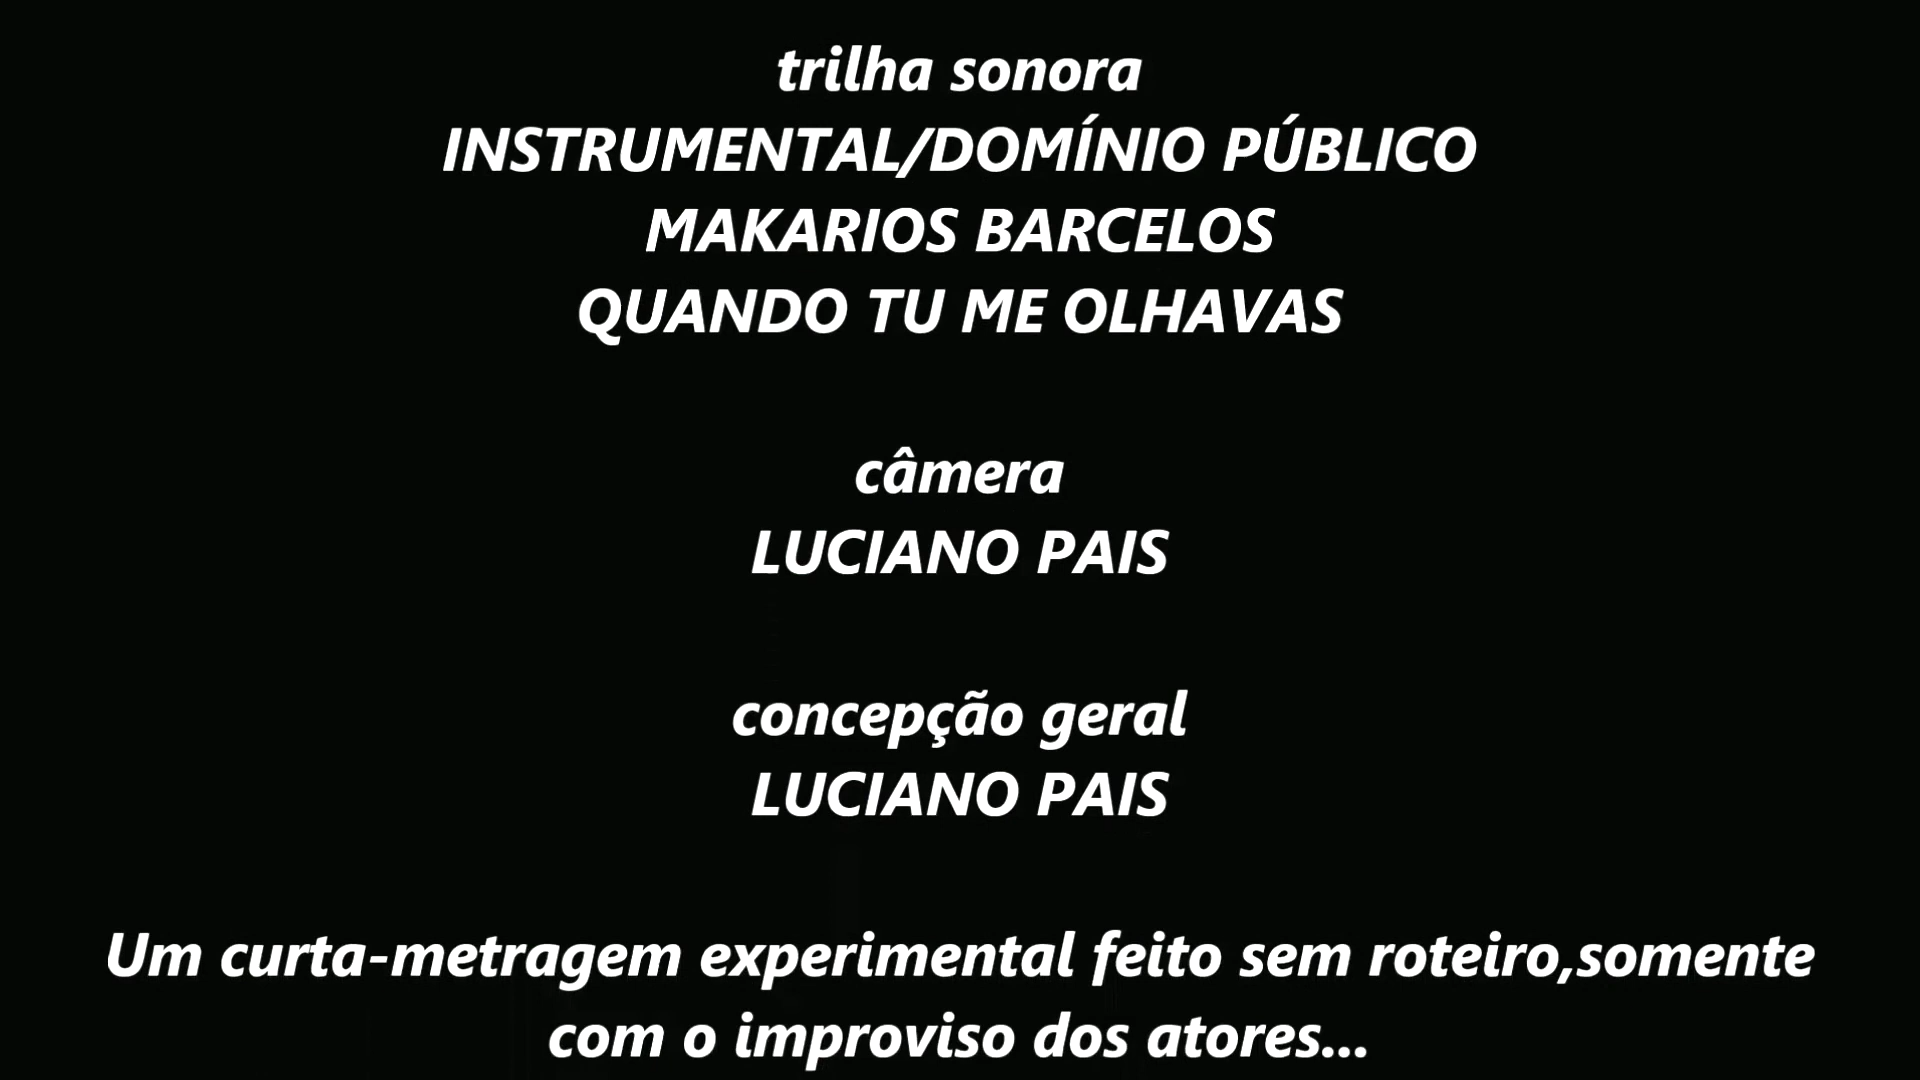 trilha sonora
INSTRUMENTAL/DOMÍNIO PÚBLICO
MAKARIOS BARCELOS
QUANDO TU ME OLHAVAS
câmera
LUCIANO PAIS
concepção geral
LUCIANO PAIS
Um curta-metragem experimental feito sem roteiro,somente
com o improviso dos atores...